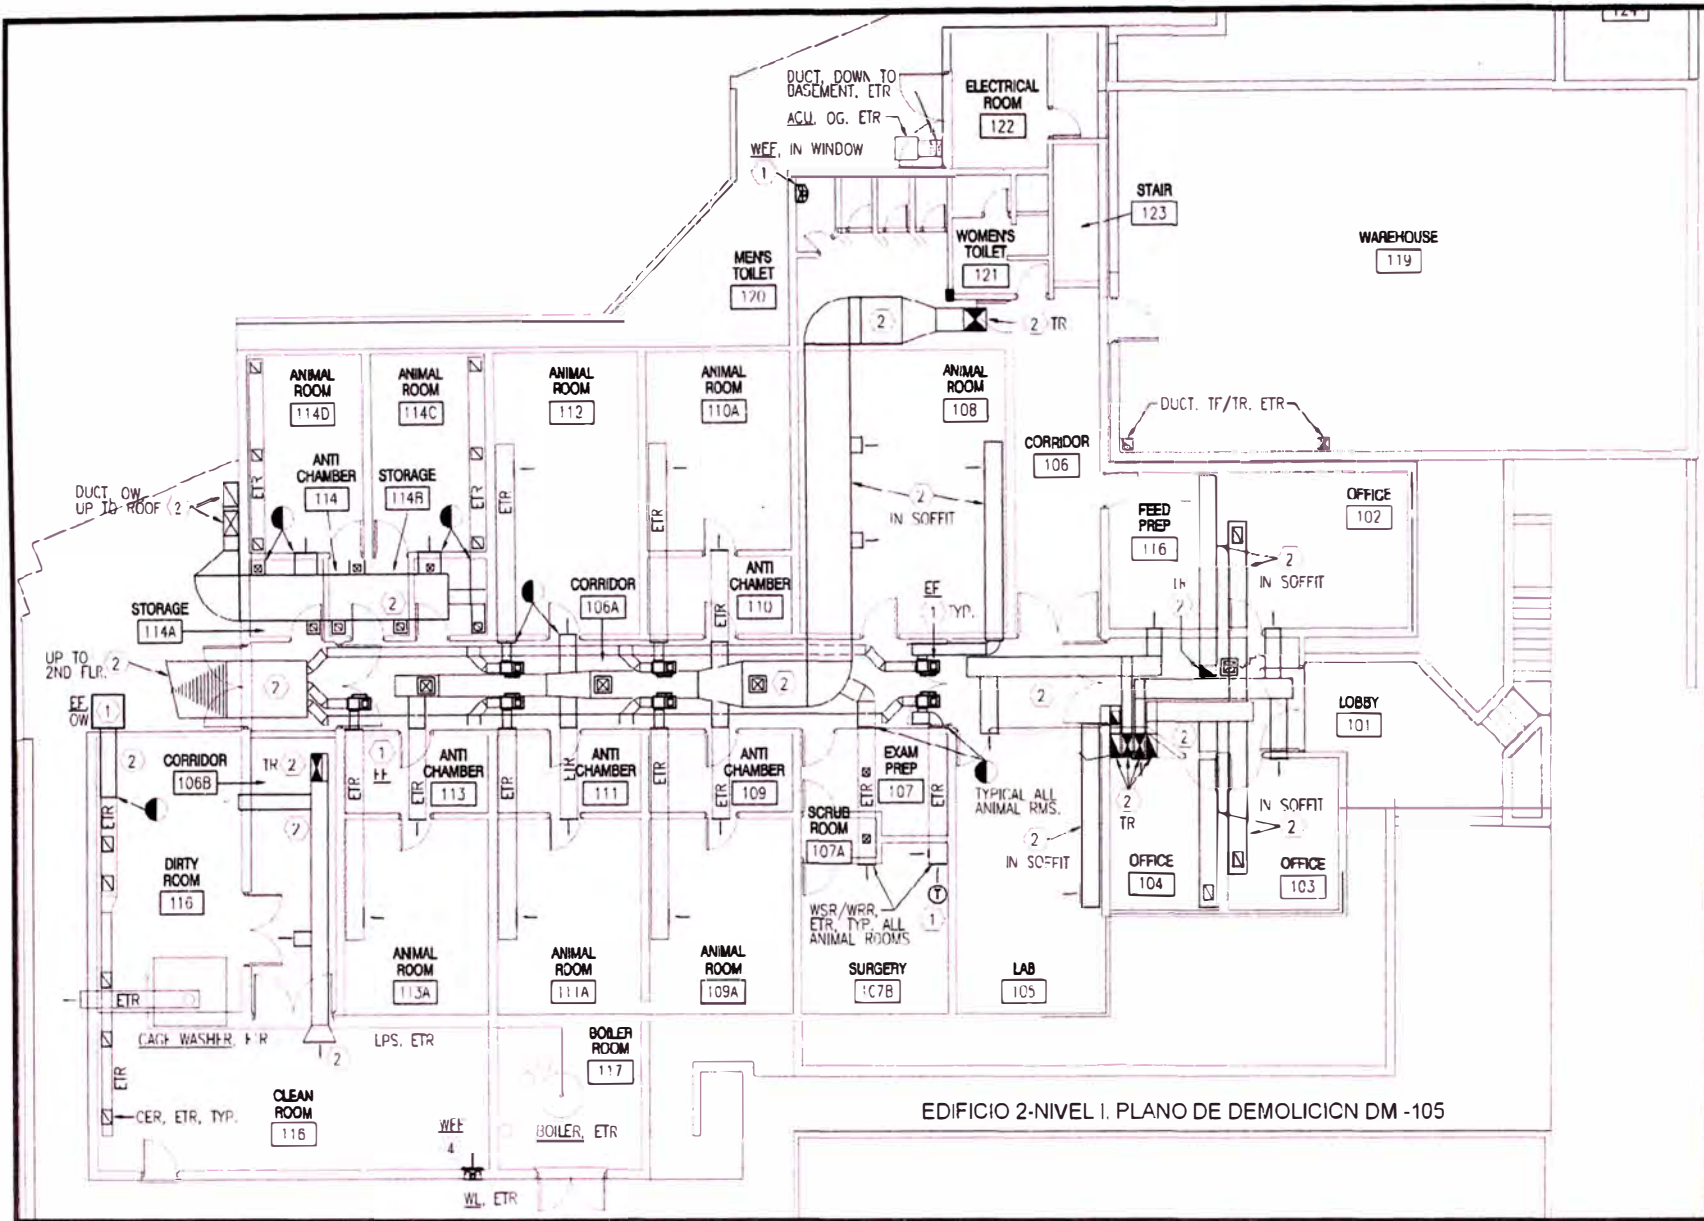 124
DUCT, DOWN TO
BASEMENT, ETR
ACU, OG. ETR
WEF, IN WINDOW
1
ELECTRICAL
ROOM
122
STAIR
123
WAREHOUSE
119
WOMEN'S
TOILET
121
MEN'S
TOILET
120
2
2 TR
ANIMAL
ROOM
114D
ANIMAL
ROOM
114C
ANIMAL
ROOM
112
ANIMAL
ROOM
110A
ANIMAL
ROOM
108
DUCT, TF/TR, ETR
CORRIDOR
106
ANTI
CHAMBER
114
STORAGE
114B
ETR
ETR
ETR
ETR
DUCT, OW
UP TO ROOF 2
2
IN SOFFIT
FEED
PREP
116
OFFICE
102
2
IN SOFFIT
TR
2
STORAGE
114A
2
CORRIDOR
106A
ANTI
CHAMBER
110
ETR
EF
1 TYP.
UP TO
2ND FLR.
2
2
2
2
EF,
OW
1
LOBBY
101
2
CORRIDOR
106B
TR 2
1
EF
ANTI
CHAMBER
113
ANTI
CHAMBER
111
ANTI
CHAMBER
109
EXAM
PREP
107
ETR
ETR
ETR
ETR
ETR
ETR
ETR
ETR
ETR
TYPICAL ALL
ANIMAL RMS.
2
2
TR
IN SOFFIT
2
2
SCRUB
ROOM
107A
2
IN SOFFIT
OFFICE
104
OFFICE
103
DIRTY
ROOM
116
WSR/WRR,
ETR, TYP. ALL
ANIMAL ROOMS
T
1
ANIMAL
ROOM
113A
ANIMAL
ROOM
111A
ANIMAL
ROOM
109A
SURGERY
107B
LAB
105
ETR
CAGE WASHER, ETR
2
LPS, ETR
BOILER
ROOM
117
ETR
CLEAN
ROOM
116
CER, ETR, TYP.
WEF
4
BOILER, ETR
WL, ETR
EDIFICIO 2-NIVEL I. PLANO DE DEMOLICION DM -105